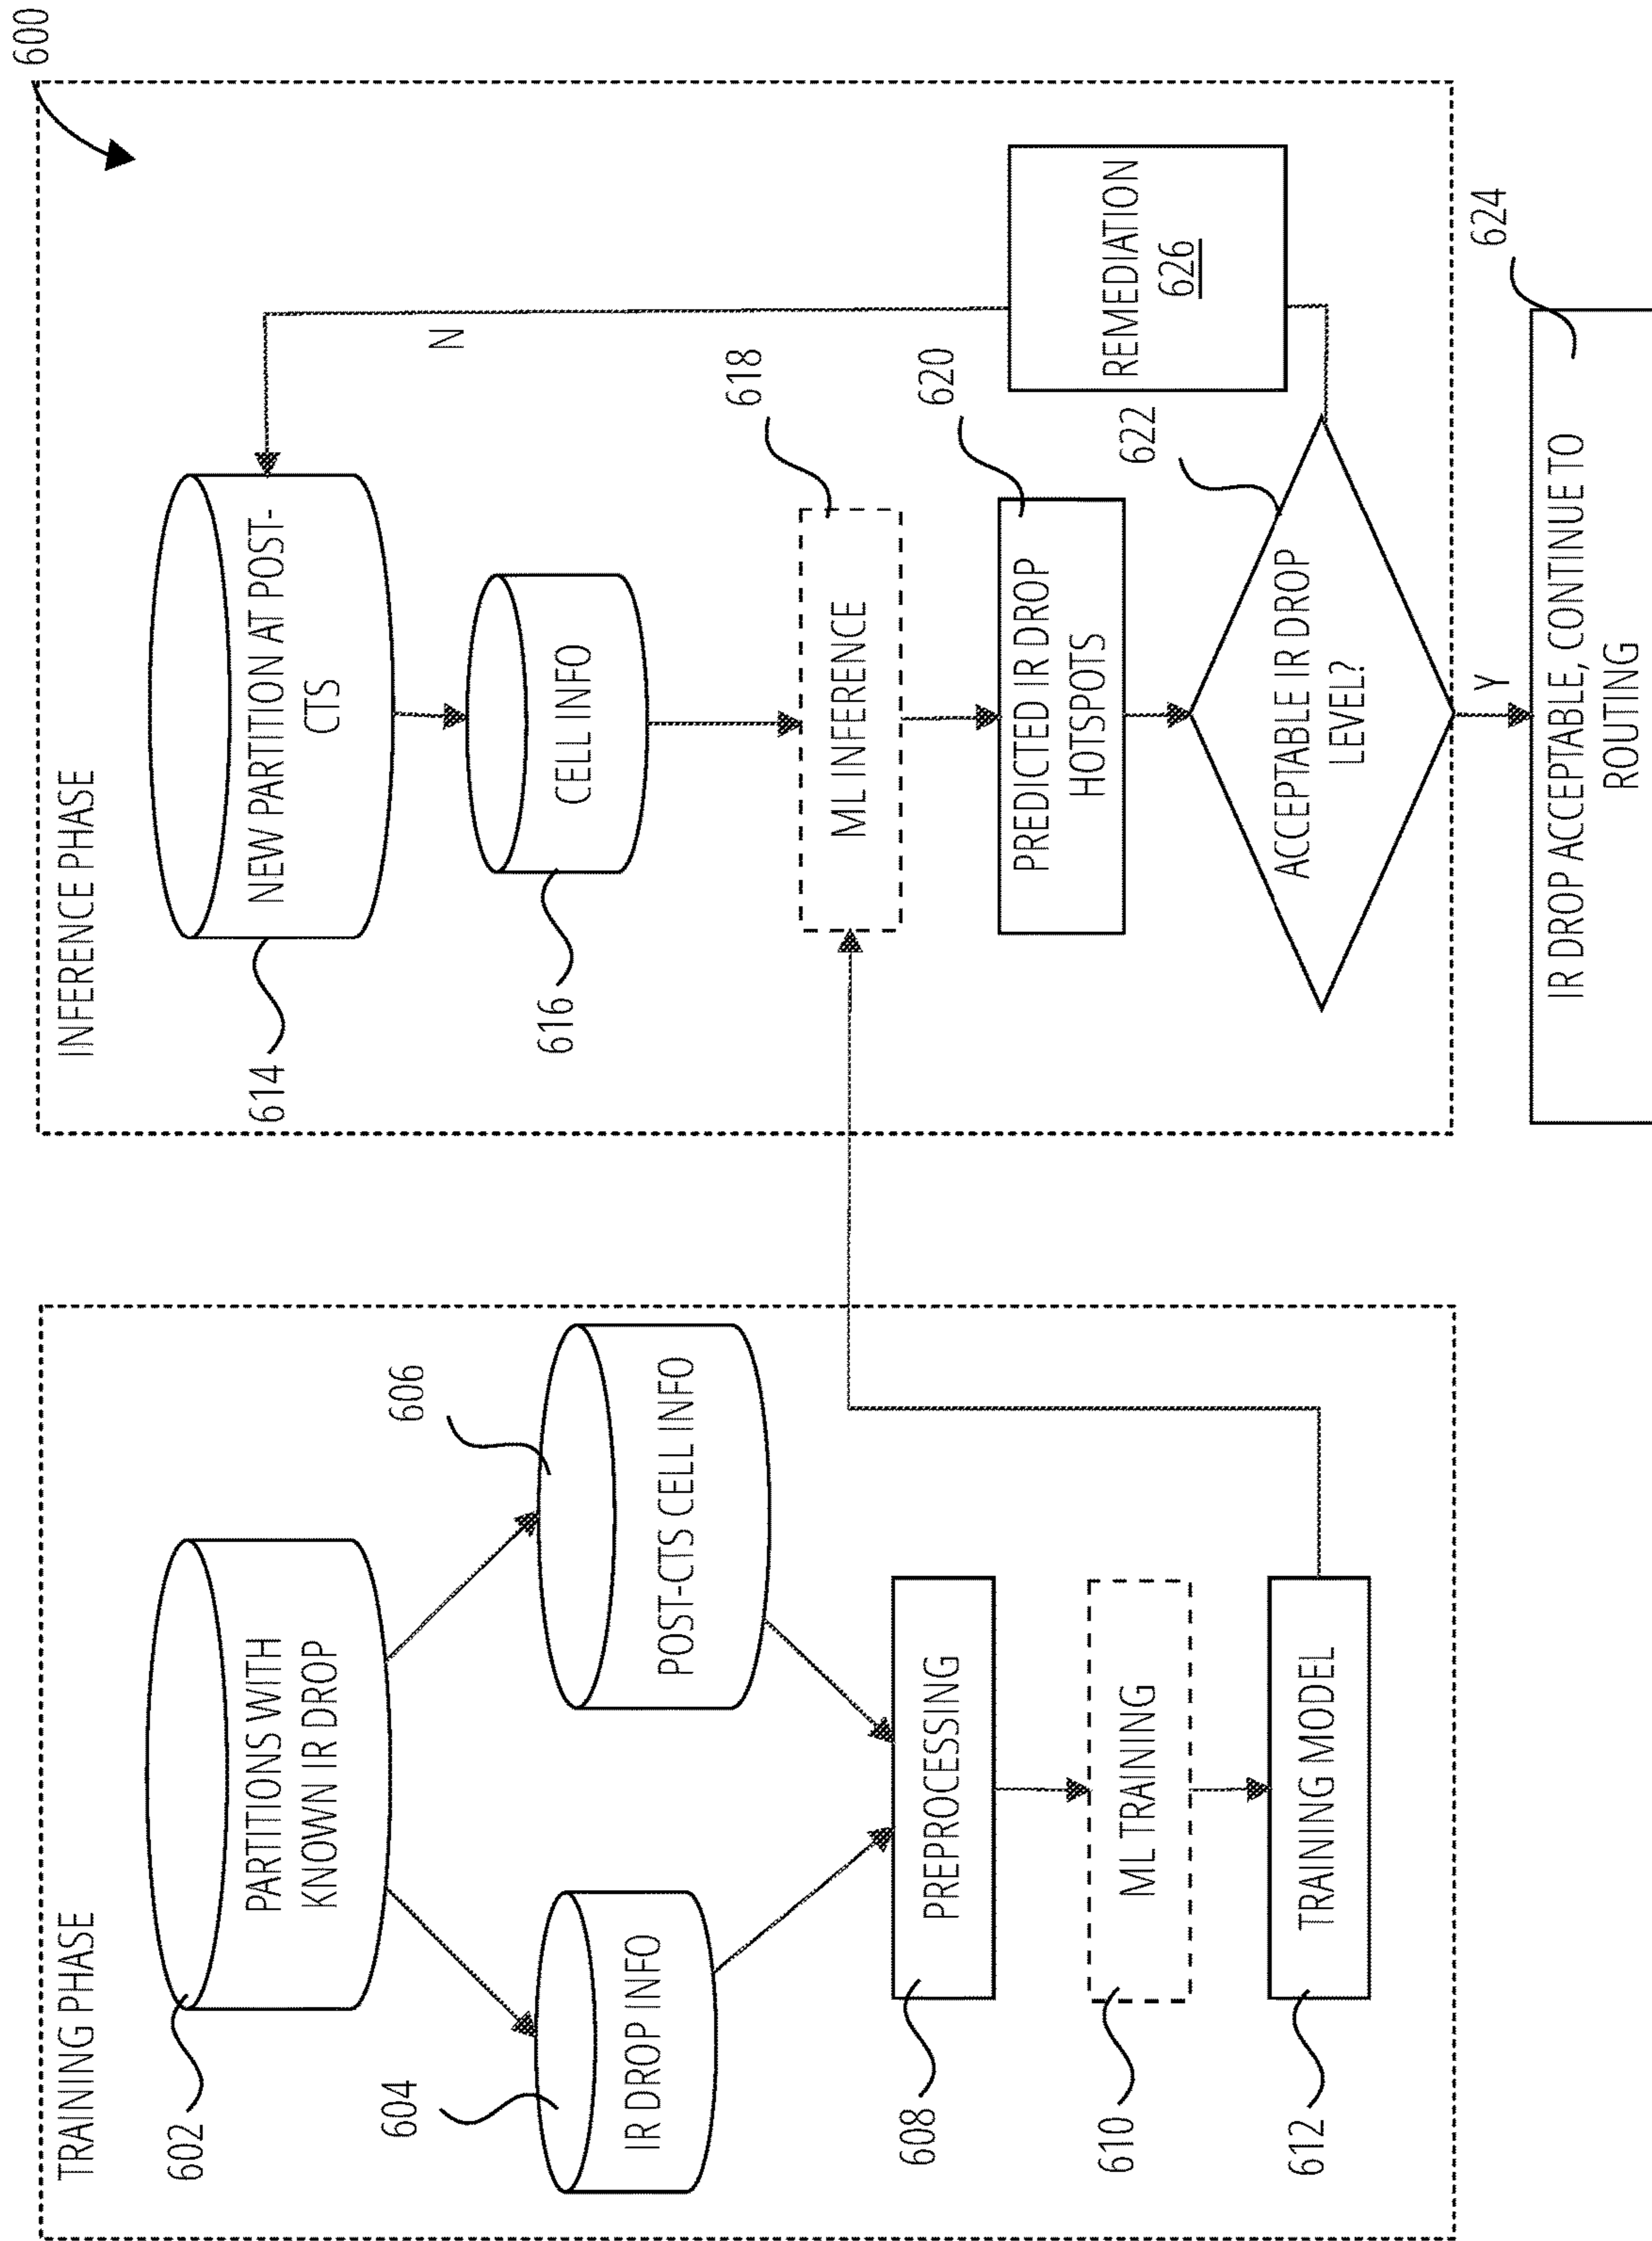 600
TRAINING PHASE
602
PARTITIONS WITH
KNOWN IR DROP
604
IR DROP INFO
606
POST-CTS CELL INFO
608
PREPROCESSING
610
ML TRAINING
612
TRAINING MODEL
INFERENCE PHASE
614
NEW PARTITION AT POST-
CTS
616
CELL INFO
N
618
ML INFERENCE
620
PREDICTED IR DROP
HOTSPOTS
622
ACCEPTABLE IR DROP
LEVEL?
REMEDIATION
626
Y
624
IR DROP ACCEPTABLE, CONTINUE TO
ROUTING